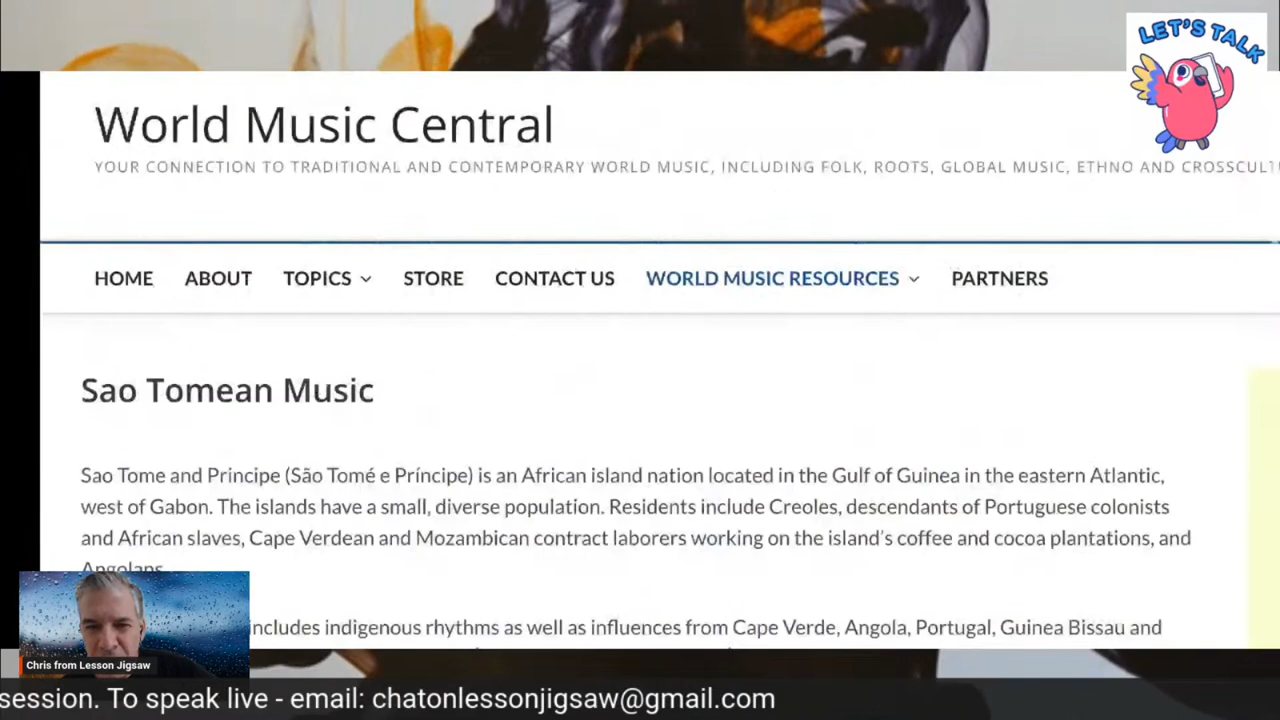 LET'S TALK
World Music Central
YOUR CONNECTION TO TRADITIONAL AND CONTEMPORARY WORLD MUSIC, INCLUDING FOLK, ROOTS, GLOBAL MUSIC, ETHNO AND CROSSCULT
HOME ABOUT TOPICS STORE CONTACT US WORLD MUSIC RESOURCES PARTNERS
Sao Tomean Music
Sao Tome and Príncipe (São Tomé e Príncipe) is an African island nation located in the Gulf of Guinea in the eastern Atlantic,
west of Gabon. The islands have a small, diverse population. Residents include Creoles, descendants of Portuguese colonists
and African slaves, Cape Verdean and Mozambican contract laborers working on the island's coffee and cocoa plantations, and
Angolans.
includes indigenous rhythms as well as influences from Cape Verde, Angola, Portugal, Guinea Bissau and
Chris from Lesson Jigsaw
session. To speak live - email: chatonlessonjigsaw@gmail.com